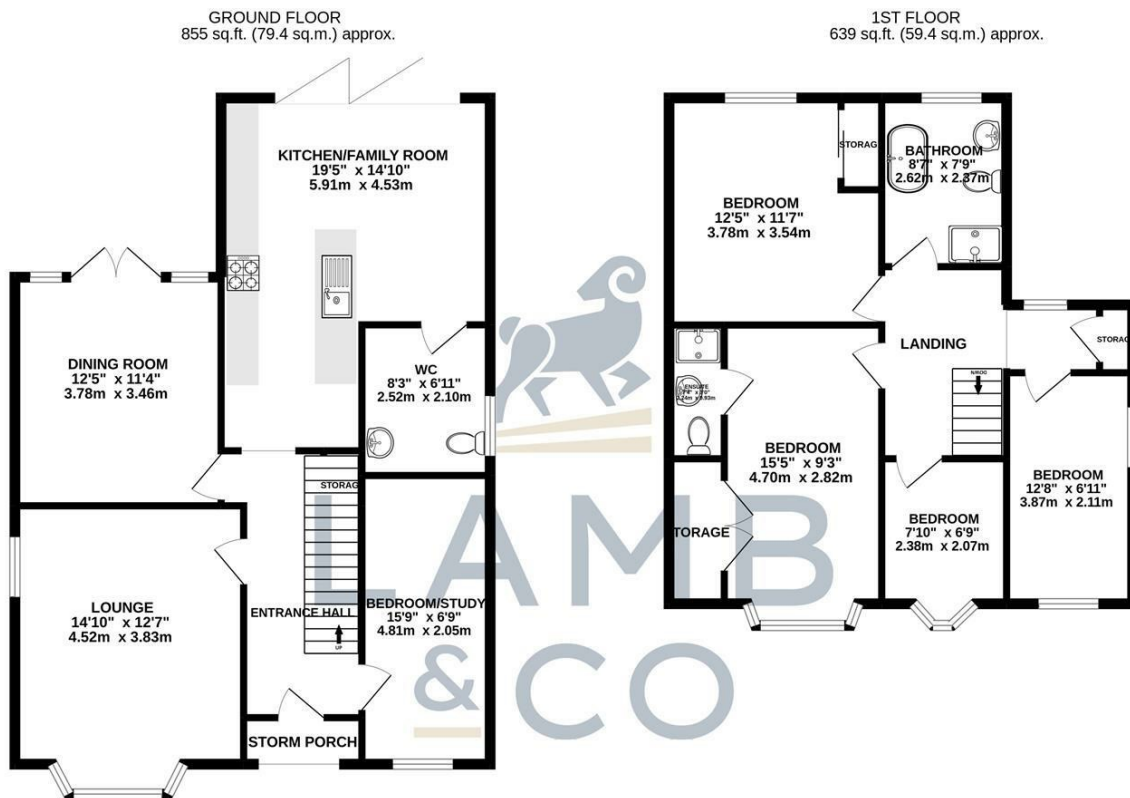 GROUND FLOOR
855 sq.ft. (79.4 sq.m.) approx.
KITCHEN/FAMILY ROOM
19'5" x 14'10"
5.91m x 4.53m
DINING ROOM
12'5" x 11'4"
3.78m x 3.46m
WC
8'3" x 6'11"
2.52m x 2.10m
STORAG
LOUNGE
14'10" x 12'7"
4.52m x 3.83m
ENTRANCE HALL
UP
BEDROOM/STUDY
15'9" x 6'9"
4.81m x 2.05m
STORM PORCH
1ST FLOOR
639 sq.ft. (59.4 sq.m.) approx.
BEDROOM
12'5" x 11'7"
3.78m x 3.54m
STORAG
BATHROOM
8'7" x 7'9"
2.62m x 2.37m
LANDING
STORAG
DOWN
ENSUITE
BEDROOM
15'5" x 9'3"
4.70m x 2.82m
TORAGE
BEDROOM
7'10" x 6'9"
2.38m x 2.07m
BEDROOM
12'8" x 6'11"
3.87m x 2.11m
LAMB
& CO